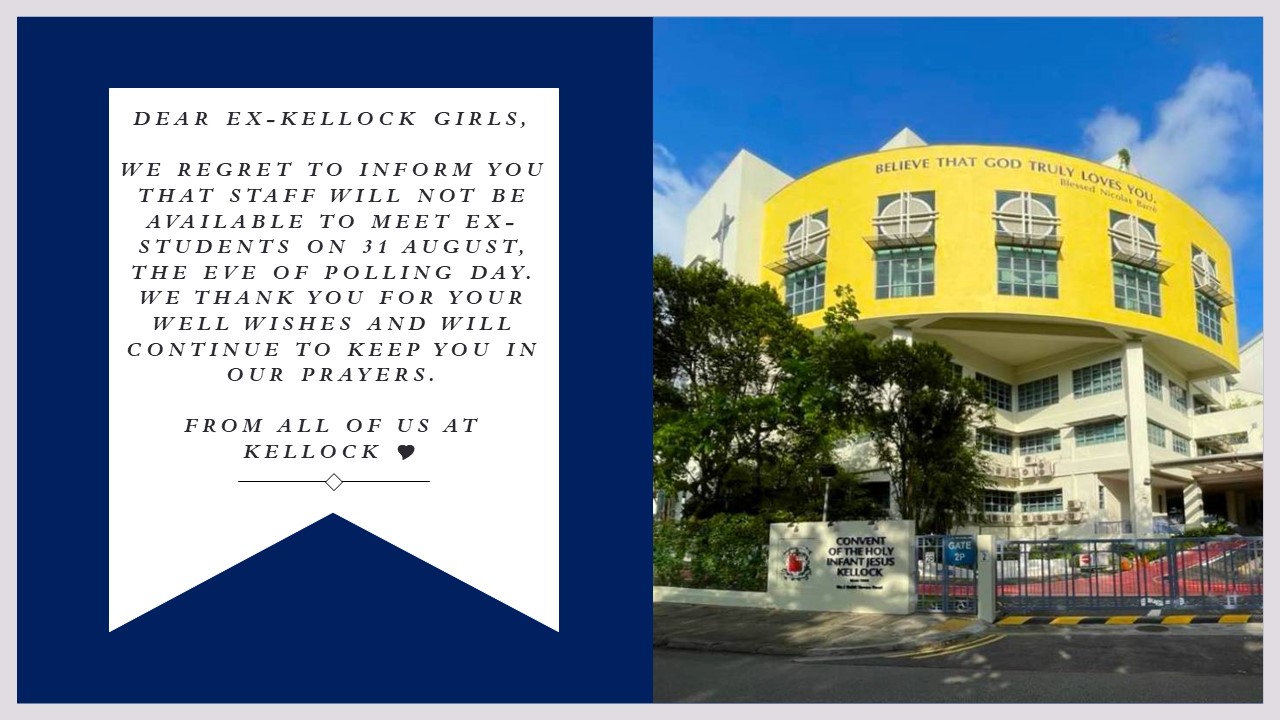 DEAR EX-KELLOCK GIRLS,
WE REGRET TO INFORM YOU
THAT STAFF WILL NOT BE
AVAILABLE TO MEET EX-
STUDENTS ON 31 AUGUST,
THE EVE OF POLLING DAY.
WE THANK YOU FOR YOUR
WELL WISHES AND WILL
CONTINUE TO KEEP YOU IN
OUR PRAYERS.
FROM ALL OF US AT
KELLOCK ♥
BELIEVE THAT GOD TRULY LOVES YOU.
Blessed Nicolas Barré
CONVENT
OF THE HOLY
INFANT JESUS
KELLOCK
GATE
2P